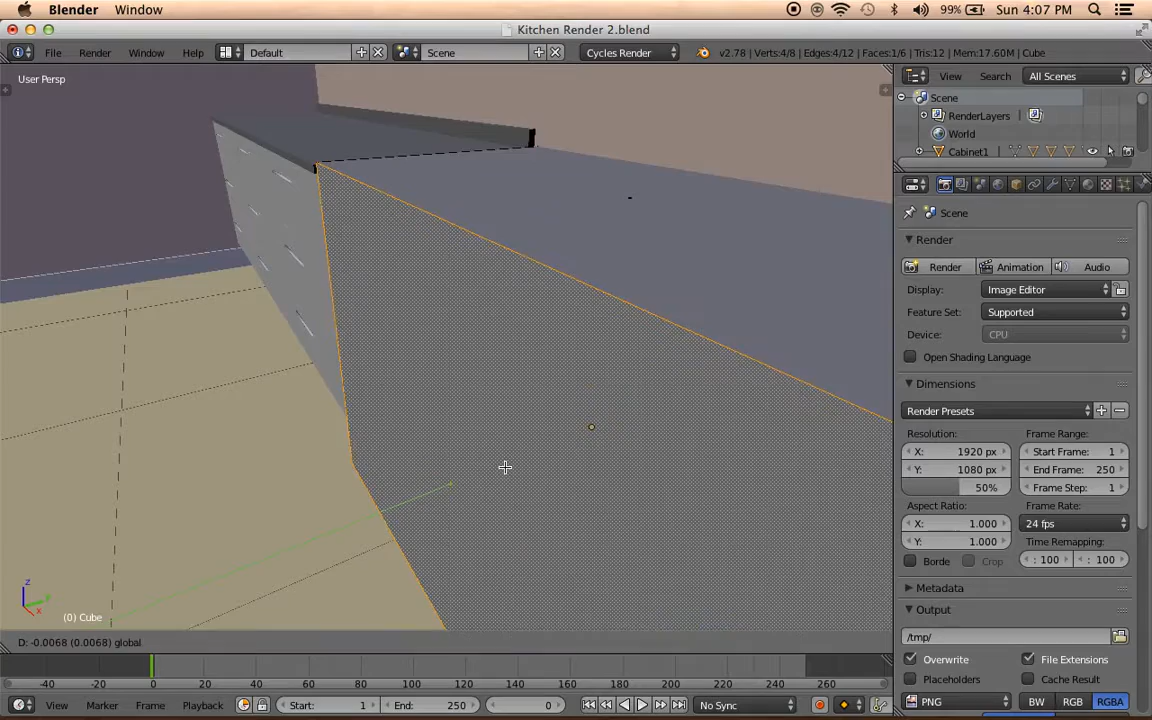 Blender Window 99% Sun 4:07 PM
Kitchen Render 2.blend
File Render Window Help Default Scene Cycles Render v2.78 | Verts:4/8 | Edges:4/12 | Faces:1/6 | Tris:12 | Mem:17.60M | Cube
User Persp
View Search All Scenes
Scene
RenderLayers
World
Cabinet1
Scene
Render
Render Animation Audio
Display: Image Editor
Feature Set: Supported
Device: CPU
Open Shading Language
Dimensions
Render Presets
Resolution: Frame Range:
X: 1920 px Start Frame: 1
Y: 1080 px End Frame: 250
50% Frame Step: 1
Aspect Ratio: Frame Rate:
X: 1.000 24 fps
Y: 1.000 Time Remapping:
Borde Crop : 100 : 100
Metadata
Output
/tmp/
Overwrite File Extensions
Placeholders Cache Result
PNG BW RGB RGBA
z
y
x
(0) Cube
D: -0.0068 (0.0068) global
-40 -20 0 20 40 60 80 100 120 140 160 180 200 220 240 260
View Marker Frame Playback Start: 1 End: 250 0 No Sync